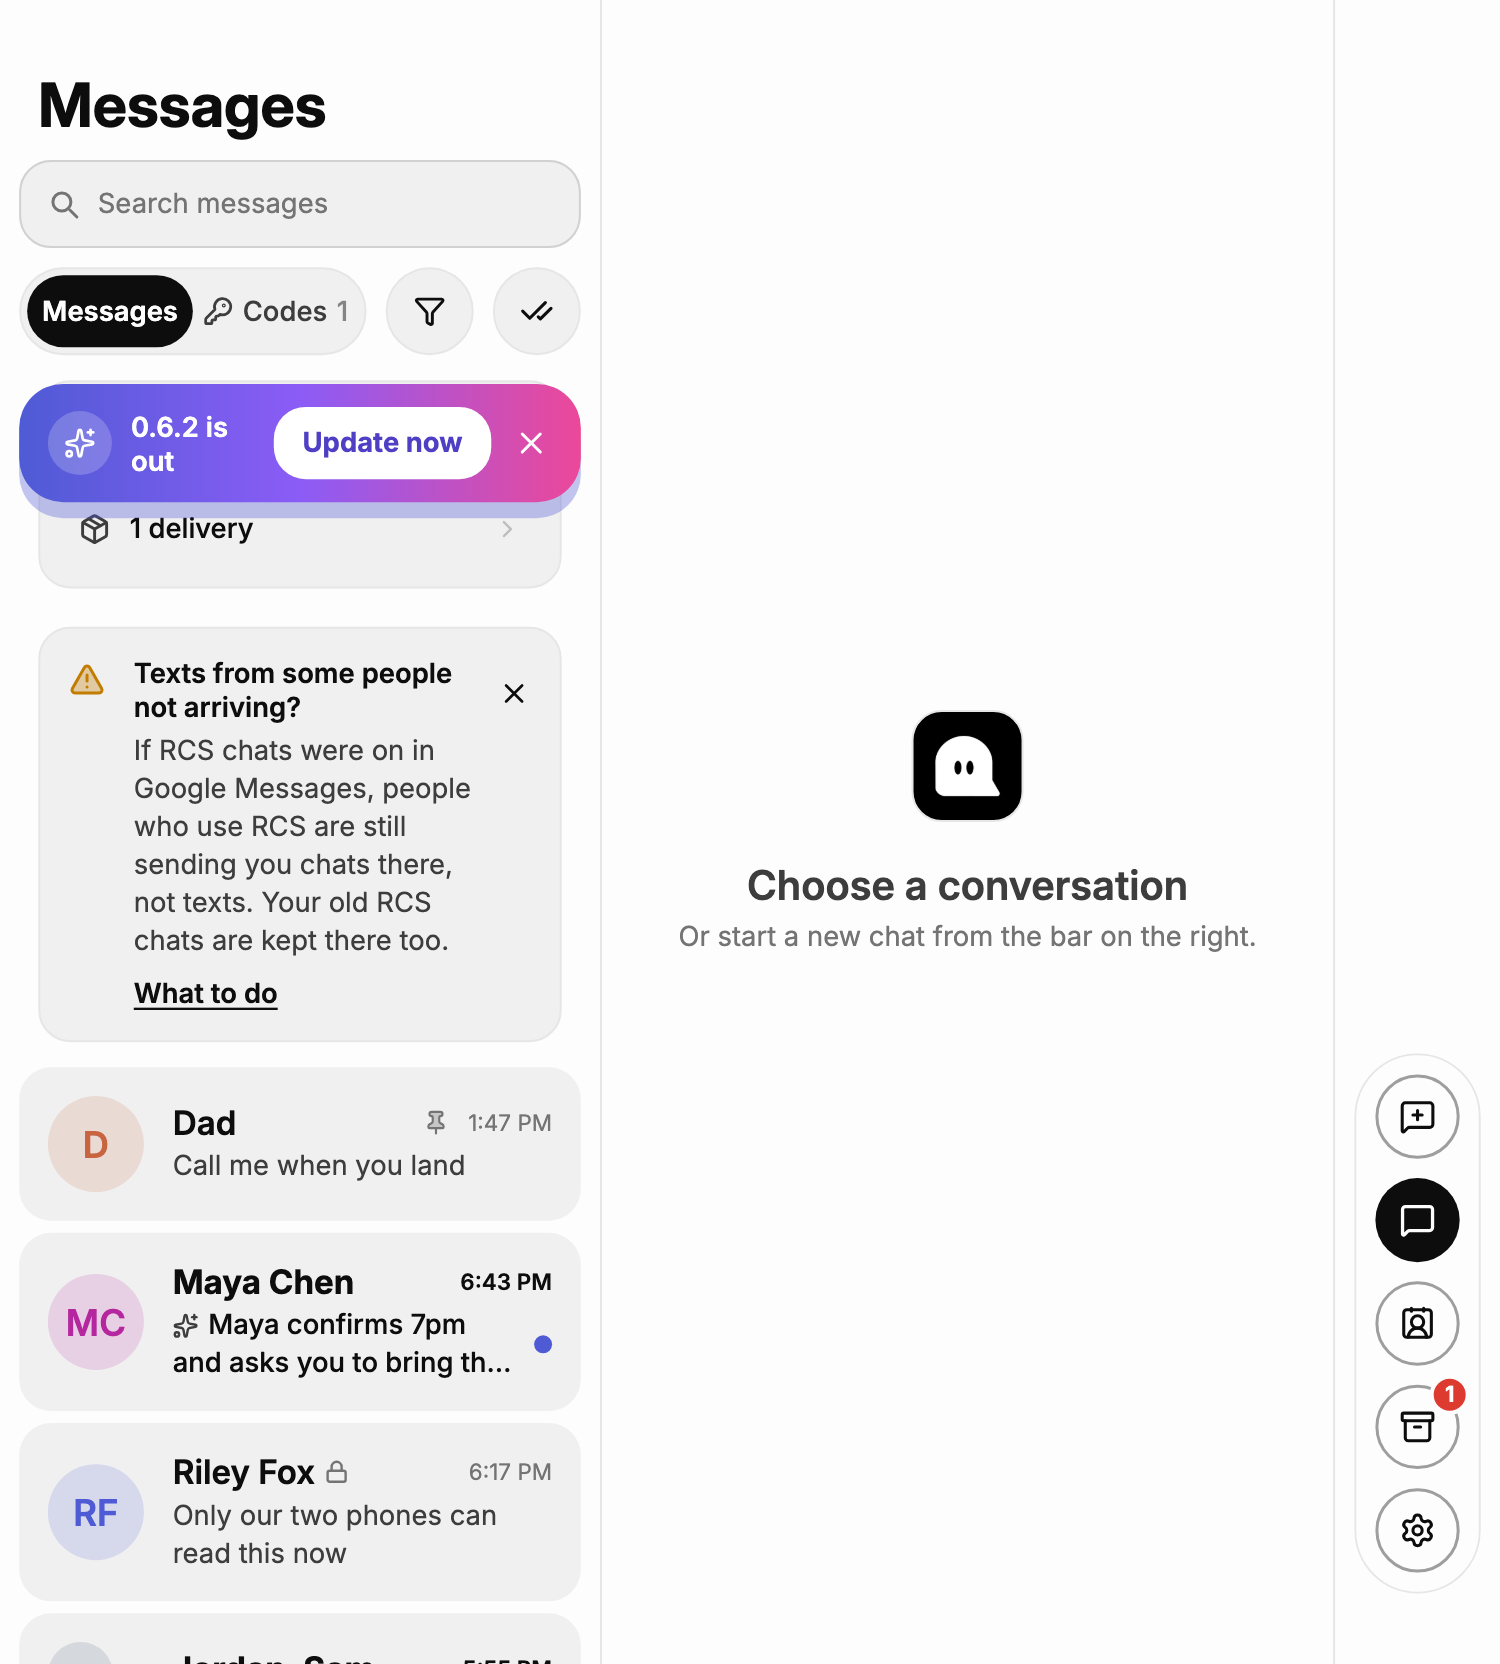 Messages
Search messages
Messages
Codes 1
0.6.2 is
out
Update now
1 delivery
Texts from some people
not arriving?
If RCS chats were on in
Google Messages, people
who use RCS are still
sending you chats there,
not texts. Your old RCS
chats are kept there too.
What to do
D
Dad
1:47 PM
Call me when you land
MC
Maya Chen
6:43 PM
Maya confirms 7pm
and asks you to bring th...
RF
Riley Fox
6:17 PM
Only our two phones can
read this now
Choose a conversation
Or start a new chat from the bar on the right.
1